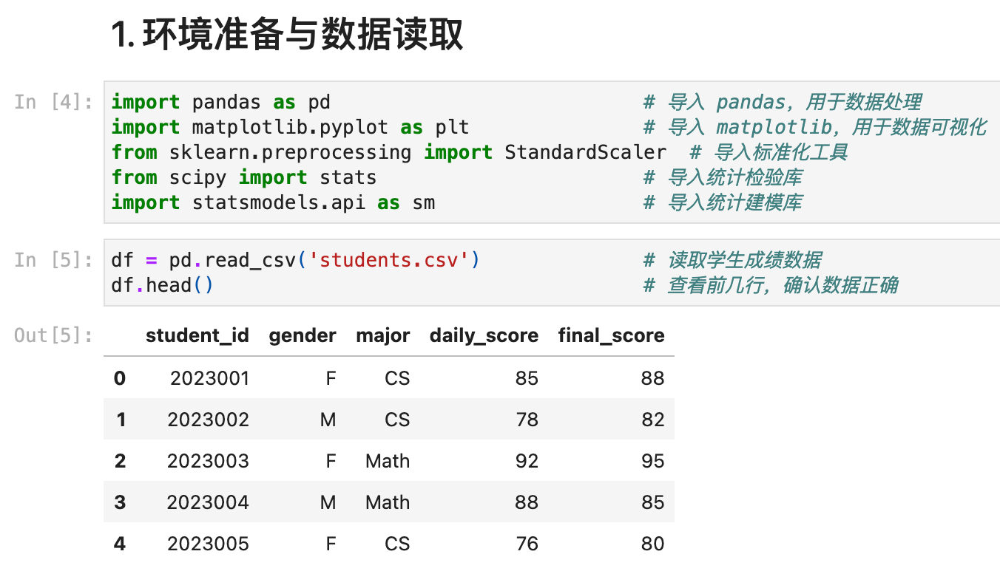 1. 环境准备与数据读取
In [4]: import pandas as pd # 导入 pandas，用于数据处理
import matplotlib.pyplot as plt # 导入 matplotlib，用于数据可视化
from sklearn.preprocessing import StandardScaler # 导入标准化工具
from scipy import stats # 导入统计检验库
import statsmodels.api as sm # 导入统计建模库
In [5]: df = pd.read_csv('students.csv') # 读取学生成绩数据
df.head() # 查看前几行，确认数据正确
Out[5]: student_id gender major daily_score final_score
0 2023001 F CS 85 88
1 2023002 M CS 78 82
2 2023003 F Math 92 95
3 2023004 M Math 88 85
4 2023005 F CS 76 80